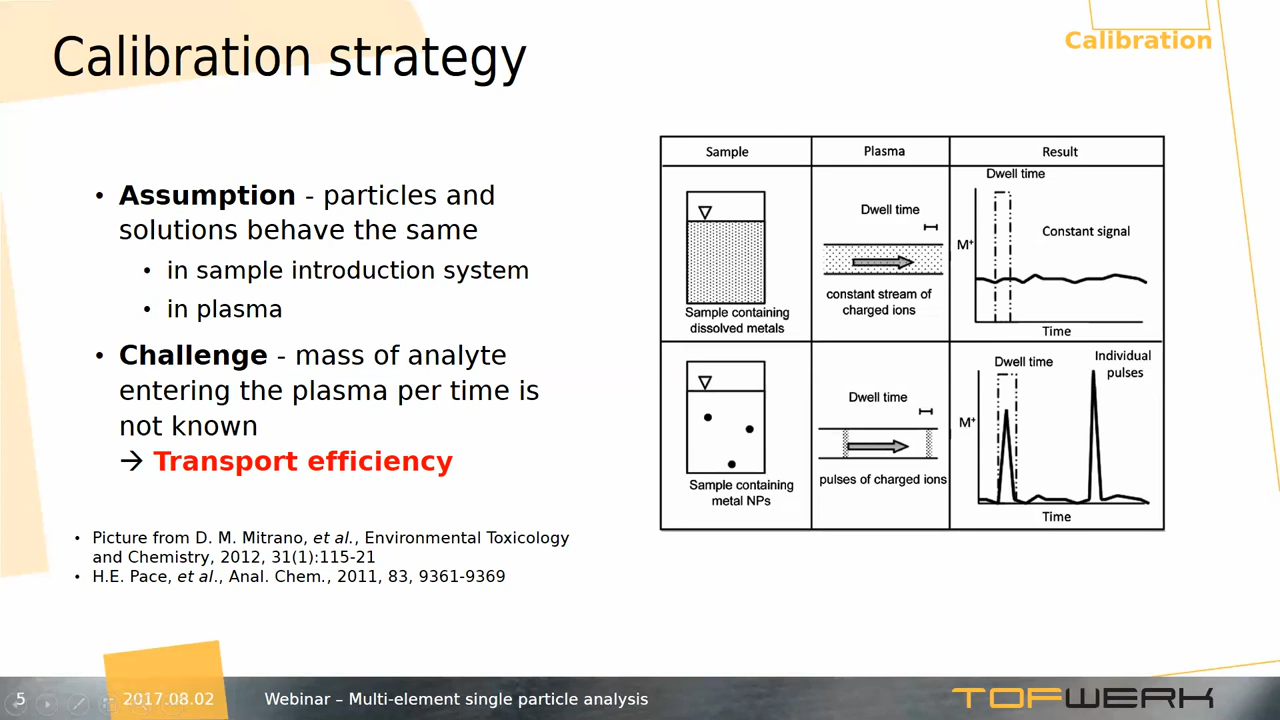 Calibration strategy
Calibration
• Assumption - particles and
solutions behave the same
• in sample introduction system
• in plasma
• Challenge - mass of analyte
entering the plasma per time is
not known
→ Transport efficiency
• Picture from D. M. Mitrano, et al., Environmental Toxicology
and Chemistry, 2012, 31(1):115-21
• H.E. Pace, et al., Anal. Chem., 2011, 83, 9361-9369
Sample
Plasma
Result
Sample containing
dissolved metals
Dwell time
constant stream of
charged ions
Dwell time
M+
Constant signal
Time
Sample containing
metal NPs
Dwell time
pulses of charged ions
Dwell time
Individual
pulses
M+
Time
5
2017.08.02
Webinar – Multi-element single particle analysis
TOFWERK